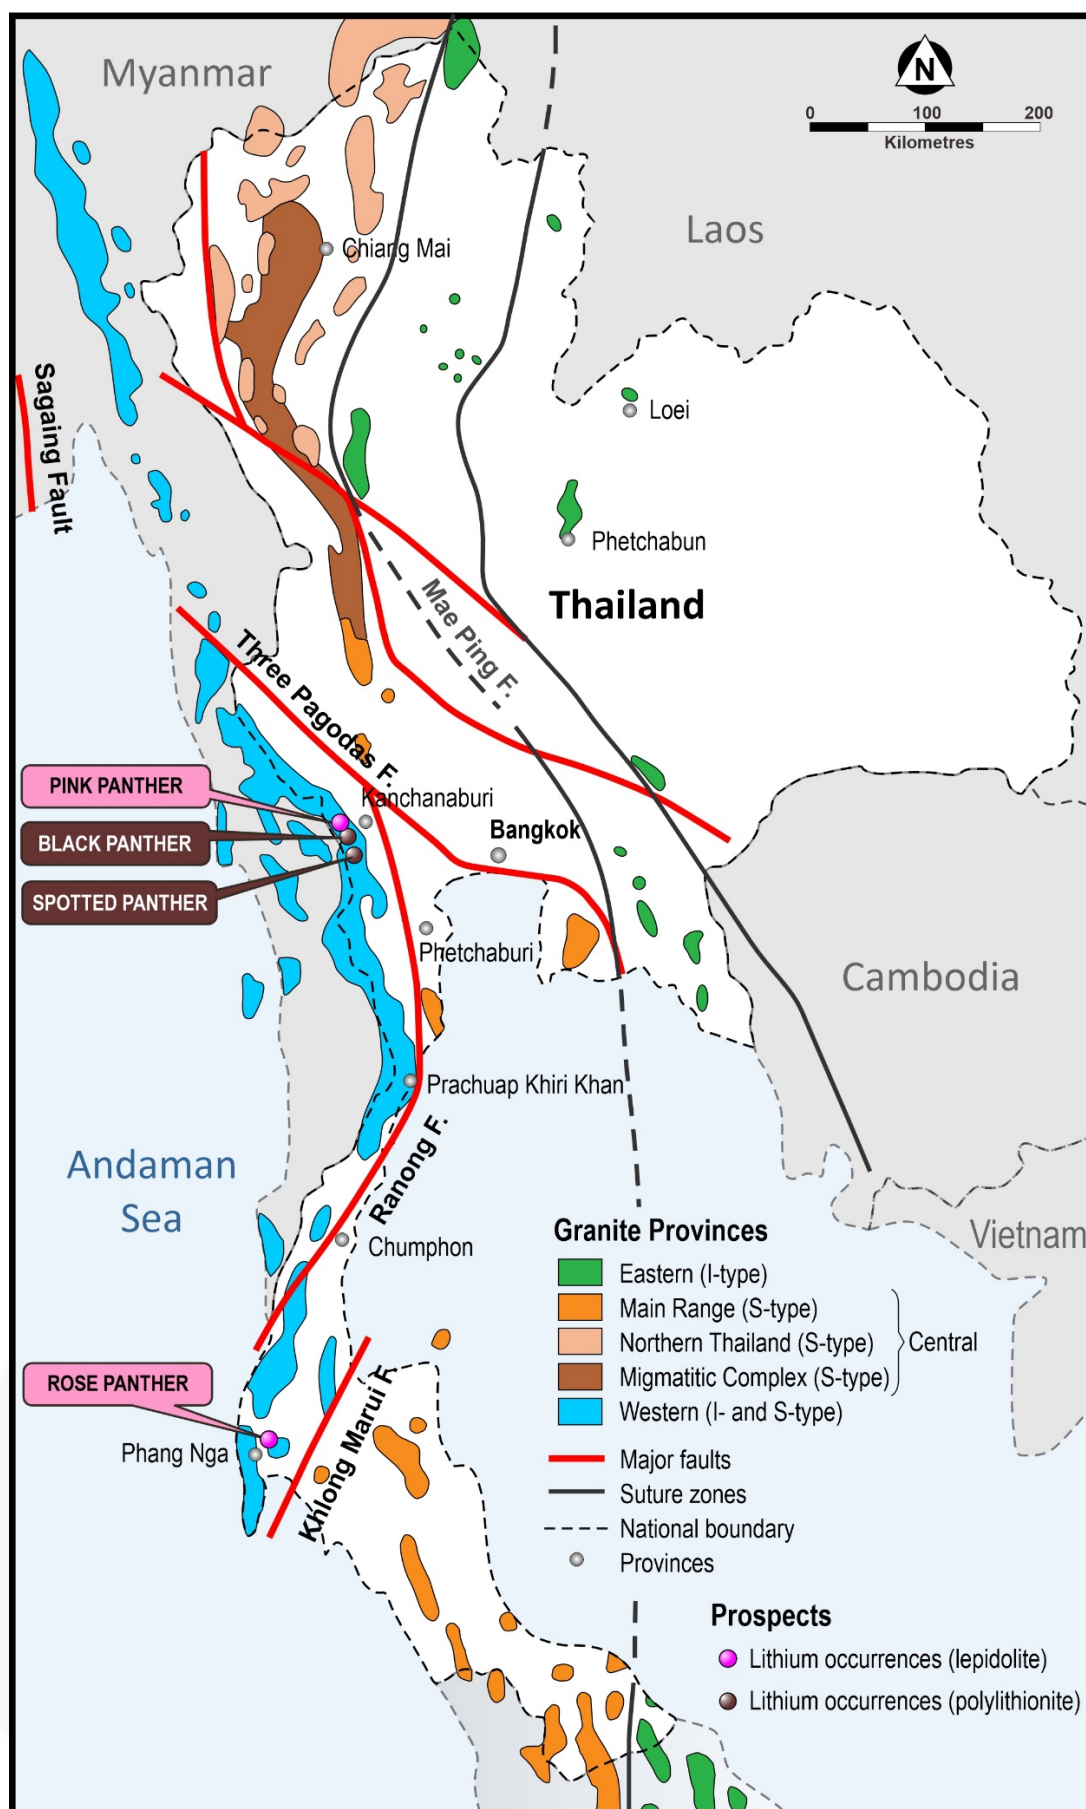 Myanmar
N
0 100 200
Kilometres
Laos
Chiang Mai
Sagaing Fault
Loei
Phetchabun
Thailand
Mae Ping F.
Three Pagodas F.
PINK PANTHER
Kanchanaburi
BLACK PANTHER
Bangkok
SPOTTED PANTHER
Phetchaburi
Cambodia
Prachuap Khiri Khan
Andaman
Sea
Ranong F.
Chumphon
Vietnam
ROSE PANTHER
Phang Nga
Khlong Marui F.
Granite Provinces
Eastern (I-type)
Main Range (S-type)
Northern Thailand (S-type)
Central
Migmatitic Complex (S-type)
Western (I- and S-type)
Major faults
Suture zones
National boundary
Provinces
Prospects
Lithium occurrences (lepidolite)
Lithium occurrences (polylithionite)